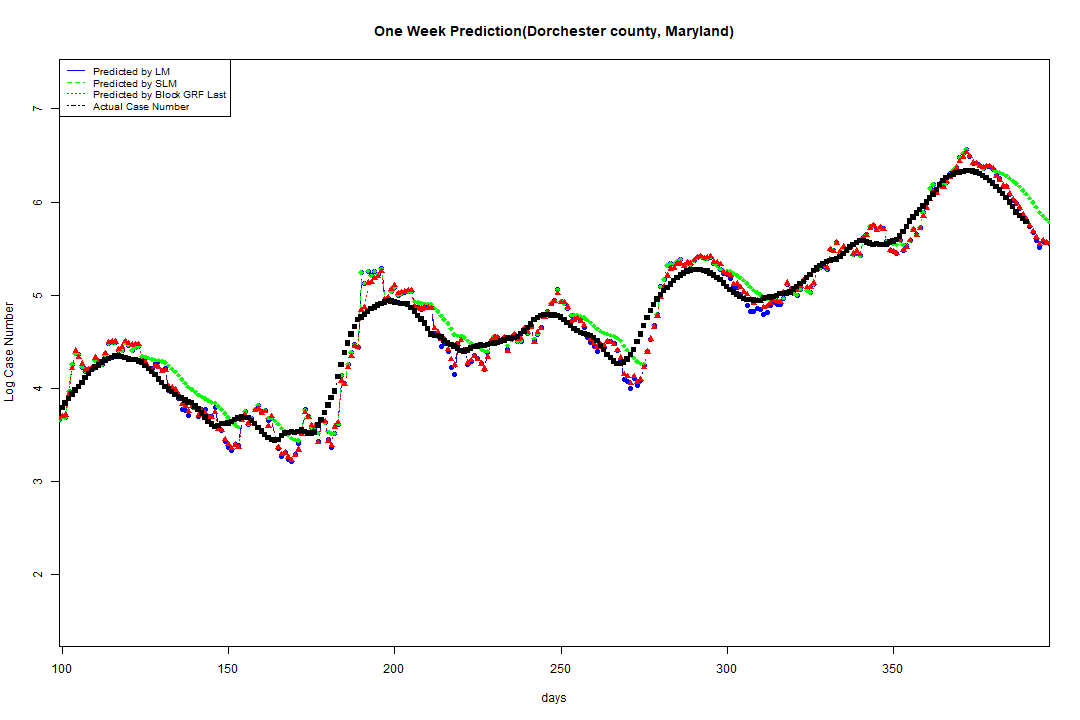 One Week Prediction(Dorchester county, Maryland)
Predicted by LM
Predicted by SLM
Predicted by Block GRF Last
Actual Case Number
7
6
5
4
3
2
Log Case Number
100 150 200 250 300 350
days